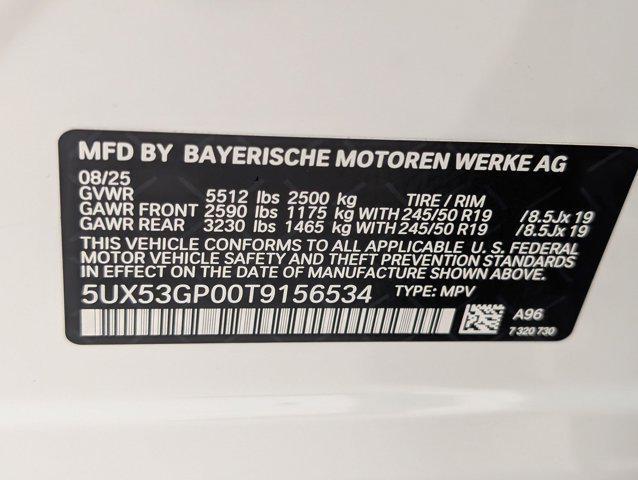 MFD BY BAYERISCHE MOTOREN WERKE AG
08/25
GVWR 5512 lbs 2500 kg TIRE / RIM
GAWR FRONT 2590 lbs 1175 kg WITH 245/50 R19 /8.5Jx 19
GAWR REAR 3230 lbs 1465 kg WITH 245/50 R19 /8.5Jx 19
THIS VEHICLE CONFORMS TO ALL APPLICABLE U. S. FEDERAL
MOTOR VEHICLE SAFETY AND THEFT PREVENTION STANDARDS
IN EFFECT ON THE DATE OF MANUFACTURE SHOWN ABOVE.
5UX53GP00T9156534 TYPE: MPV
A96
7 320 730